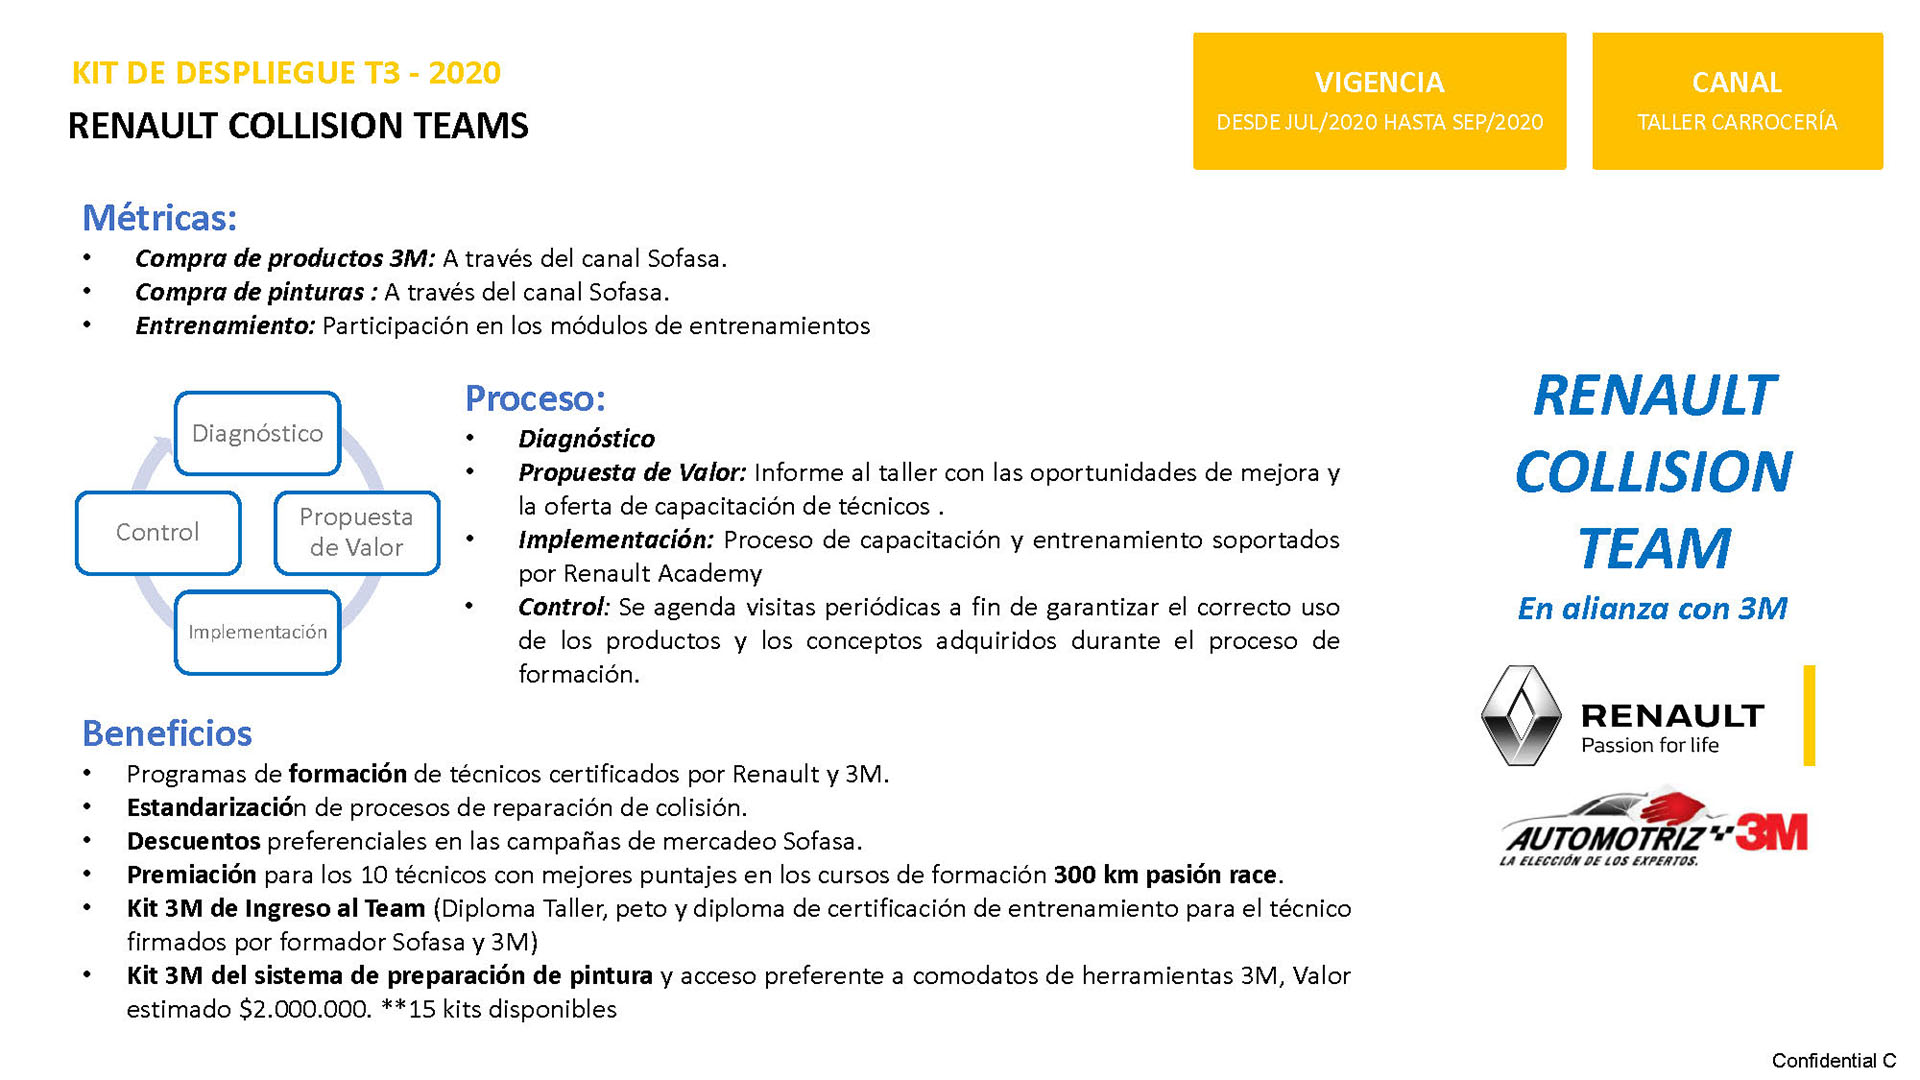 KIT DE DESPLIEGUE T3 - 2020
RENAULT COLLISION TEAMS
VIGENCIA
DESDE JUL/2020 HASTA SEP/2020
CANAL
TALLER CARROCERÍA
Métricas:
• Compra de productos 3M: A través del canal Sofasa.
• Compra de pinturas : A través del canal Sofasa.
• Entrenamiento: Participación en los módulos de entrenamientos
Diagnóstico
Propuesta
de Valor
Implementación
Control
Proceso:
• Diagnóstico
• Propuesta de Valor: Informe al taller con las oportunidades de mejora y
la oferta de capacitación de técnicos .
• Implementación: Proceso de capacitación y entrenamiento soportados
por Renault Academy
• Control: Se agenda visitas periódicas a fin de garantizar el correcto uso
de los productos y los conceptos adquiridos durante el proceso de
formación.
RENAULT
COLLISION
TEAM
En alianza con 3M
RENAULT
Passion for life
AUTOMOTRIZ 3M
LA ELECCIÓN DE LOS EXPERTOS.
Beneficios
• Programas de formación de técnicos certificados por Renault y 3M.
• Estandarización de procesos de reparación de colisión.
• Descuentos preferenciales en las campañas de mercadeo Sofasa.
• Premiación para los 10 técnicos con mejores puntajes en los cursos de formación 300 km pasión race.
• Kit 3M de Ingreso al Team (Diploma Taller, peto y diploma de certificación de entrenamiento para el técnico
firmados por formador Sofasa y 3M)
• Kit 3M del sistema de preparación de pintura y acceso preferente a comodatos de herramientas 3M, Valor
estimado $2.000.000. **15 kits disponibles
Confidential C